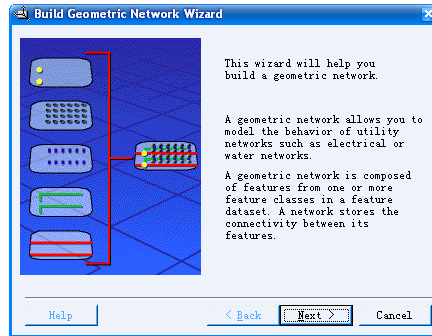 Build Geometric Network Wizard
This wizard will help you
build a geometric network.
A geometric network allows you to
model the behavior of utility
networks such as electrical or
water networks.
A geometric network is composed
of features from one or more
feature classes in a feature
dataset. A network stores the
connectivity between its
features.
Help
< Back
Next >
Cancel